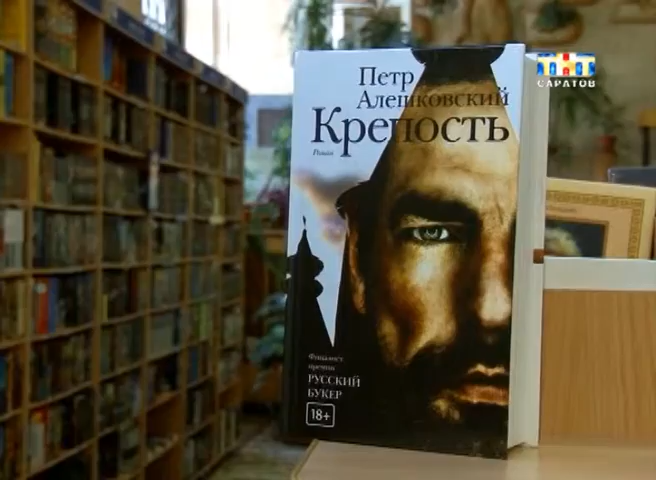 Петр
Алешковский
Крепость
Роман
Финалист
премии
РУССКИЙ
БУКЕР
18+
ТНТ
САРАТОВ